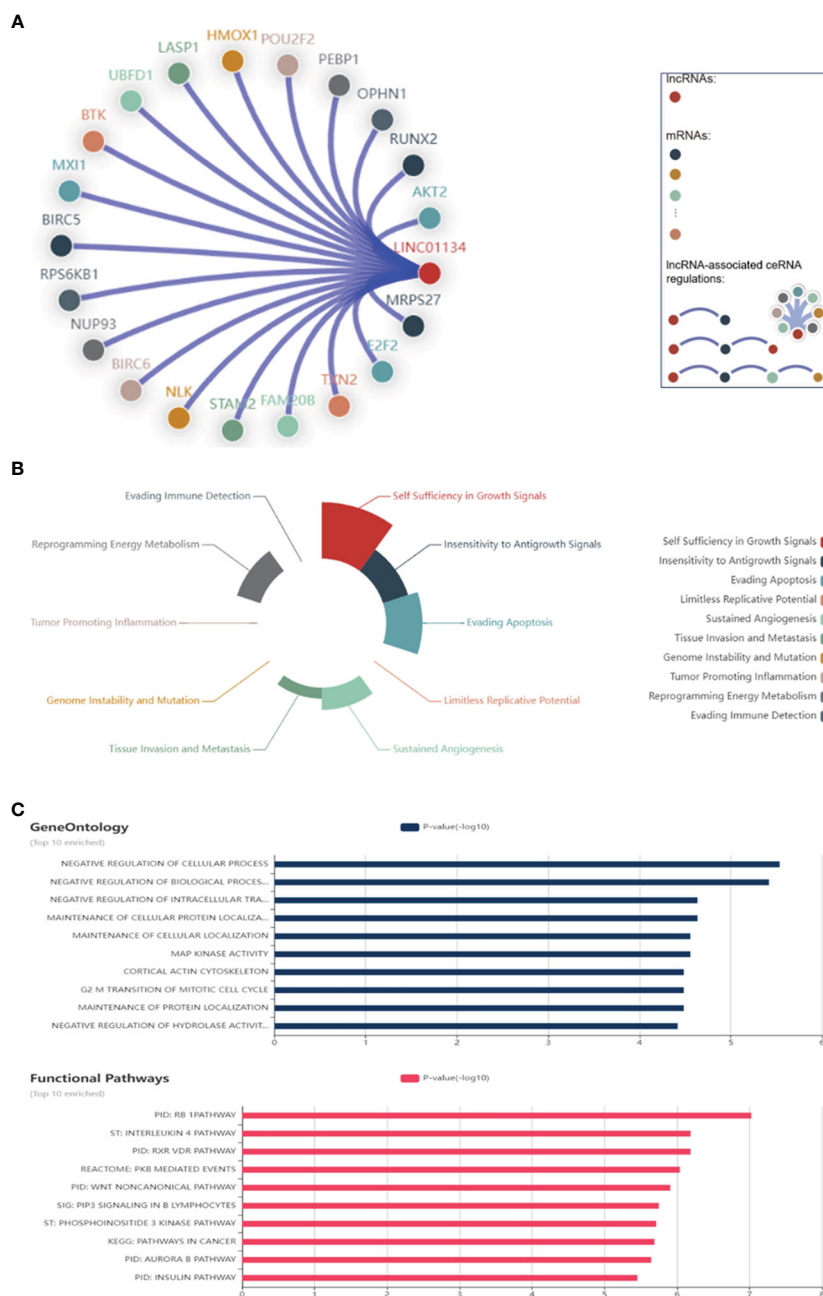 A
HMOX1
POU2F2
LASP1
PEBP1
UBFD1
OPHN1
BTK
RUNX2
MXI1
AKT2
BIRC5
LINC01134
RPS6KB1
MRPS27
NUP93
E2F2
BIRC6
TXN2
NLK
STAM2
FAM20B
lncRNAs:
mRNAs:
lncRNA-associated ceRNA
regulations:
B
Evading Immune Detection
Self Sufficiency in Growth Signals
Reprogramming Energy Metabolism
Insensitivity to Antigrowth Signals
Tumor Promoting Inflammation
Evading Apoptosis
Genome Instability and Mutation
Limitless Replicative Potential
Tissue Invasion and Metastasis
Sustained Angiogenesis
Self Sufficiency in Growth Signals
Insensitivity to Antigrowth Signals
Evading Apoptosis
Limitless Replicative Potential
Sustained Angiogenesis
Tissue Invasion and Metastasis
Genome Instability and Mutation
Tumor Promoting Inflammation
Reprogramming Energy Metabolism
Evading Immune Detection
C
GeneOntology
(Top 10 enriched)
P-value(-log10)
NEGATIVE REGULATION OF CELLULAR PROCESS
NEGATIVE REGULATION OF BIOLOGICAL PROCES...
NEGATIVE REGULATION OF INTRACELLULAR TRA...
MAINTENANCE OF CELLULAR PROTEIN LOCALIZA...
MAINTENANCE OF CELLULAR LOCALIZATION
MAP KINASE ACTIVITY
CORTICAL ACTIN CYTOSKELETON
G2 M TRANSITION OF MITOTIC CELL CYCLE
MAINTENANCE OF PROTEIN LOCALIZATION
NEGATIVE REGULATION OF HYDROLASE ACTIVIT...
0 1 2 3 4 5 6
Functional Pathways
(Top 10 enriched)
P-value(-log10)
PID: RB 1PATHWAY
ST: INTERLEUKIN 4 PATHWAY
PID: RXR VDR PATHWAY
REACTOME: PKB MEDIATED EVENTS
PID: WNT NONCANONICAL PATHWAY
SIG: PIP3 SIGNALING IN B LYMPHOCYTES
ST: PHOSPHOINOSITIDE 3 KINASE PATHWAY
KEGG: PATHWAYS IN CANCER
PID: AURORA B PATHWAY
PID: INSULIN PATHWAY
0 1 2 3 4 5 6 7 8